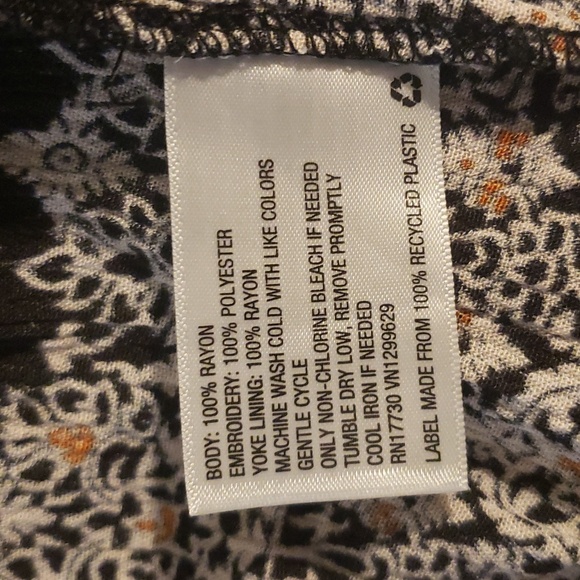 BODY: 100% RAYON
EMBROIDERY: 100% POLYESTER
YOKE LINING: 100% RAYON
MACHINE WASH COLD WITH LIKE COLORS
GENTLE CYCLE
ONLY NON-CHLORINE BLEACH IF NEEDED
TUMBLE DRY LOW, REMOVE PROMPTLY
COOL IRON IF NEEDED
RN17730 VN1299629
LABEL MADE FROM 100% RECYCLED PLASTIC